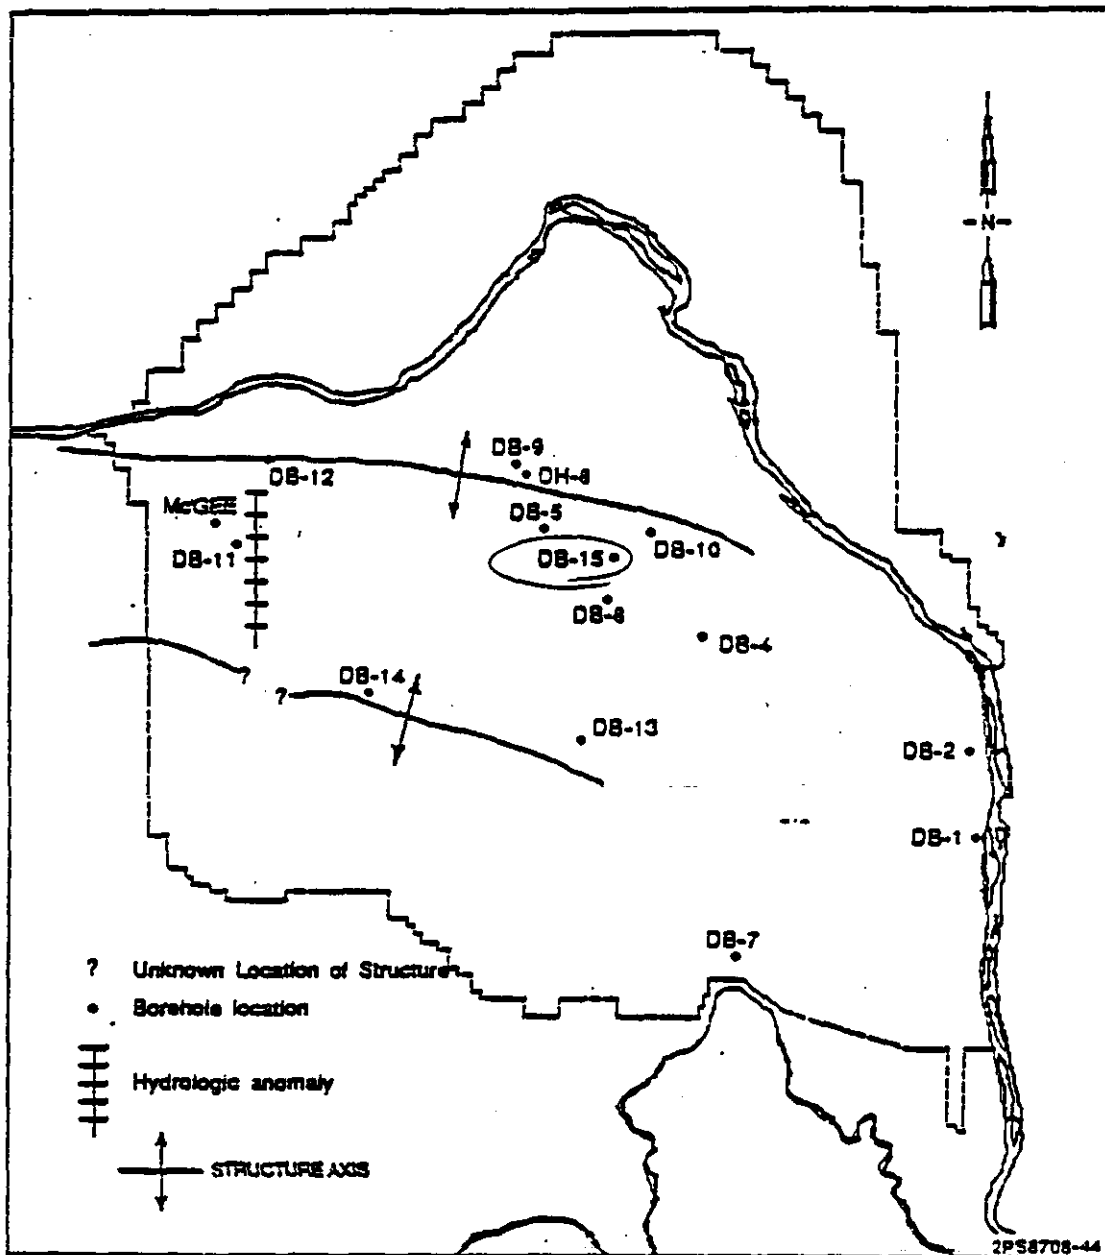 N
DB-9
DH-8
DB-12
McGEE
DB-5
DB-10
DB-11
DB-15
DB-6
DB-4
?
DB-14
?
DB-13
DB-2
DB-1
DB-7
? Unknown Location of Structure
Borehole location
Hydrologic anomaly
STRUCTURE AXIS
2PS8708-44